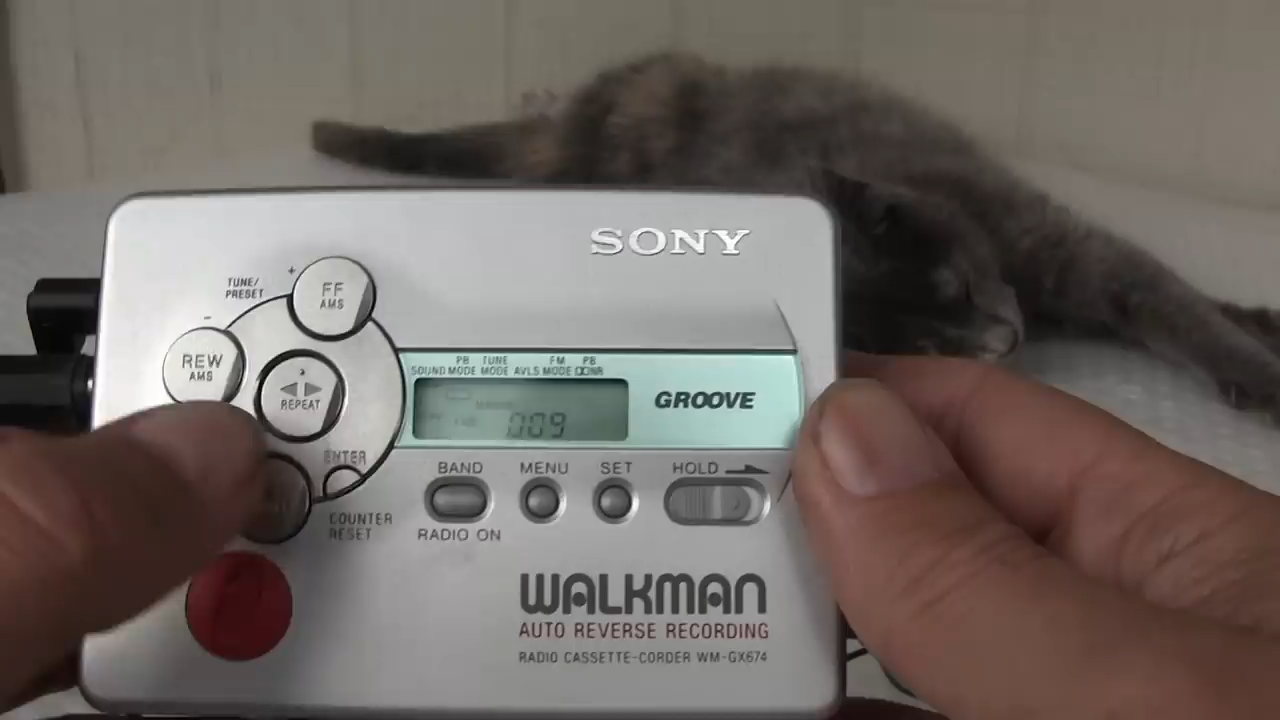 SONY
+
TUNE/
PRESET
FF
AMS
-
REW
AMS
REPEAT
PB TUNE FM PB
SOUND MODE MODE AVLS MODE NR
009
GROOVE
ENTER
COUNTER
RESET
BAND MENU SET HOLD
RADIO ON
WALKMAN
AUTO REVERSE RECORDING
RADIO CASSETTE-CORDER WM-GX674